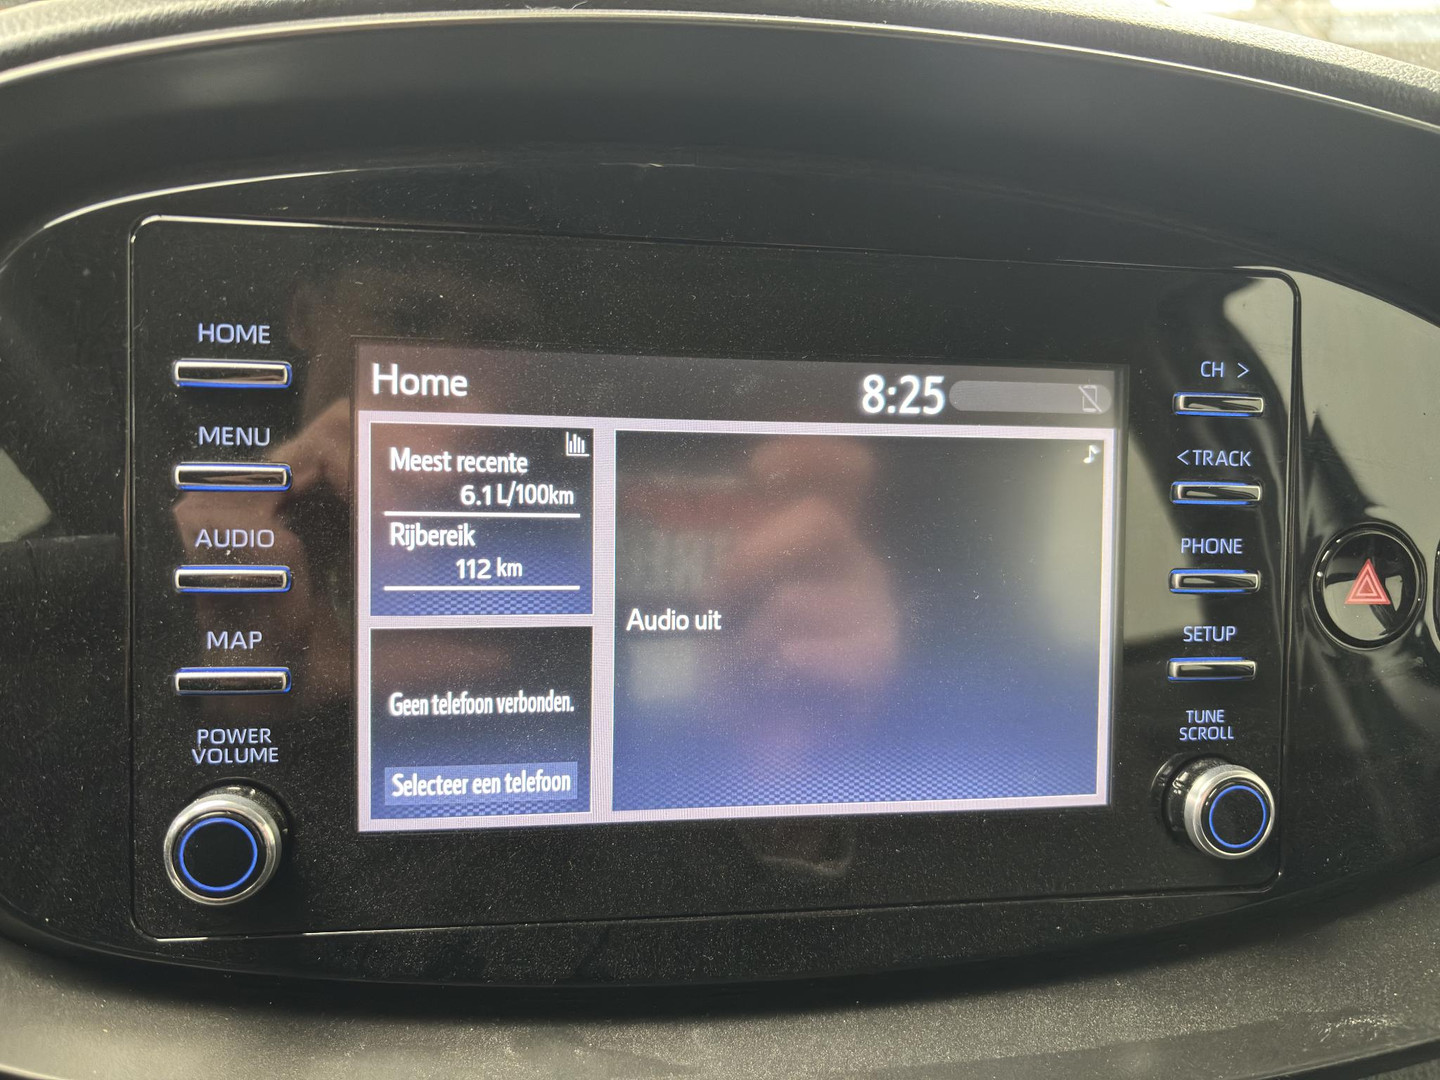 HOME
MENU
AUDIO
MAP
POWER
VOLUME
Home
8:25
Meest recente
6.1 L/100km
Rijbereik
112 km
Geen telefoon verbonden.
Selecteer een telefoon
Audio uit
CH >
<TRACK
PHONE
SETUP
TUNE
SCROLL